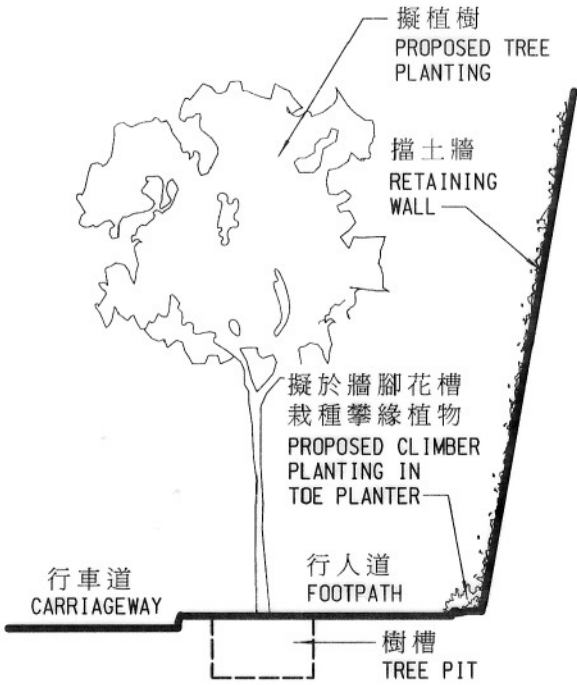 擬植樹
PROPOSED TREE
PLANTING
擋土牆
RETAINING
WALL
擬於牆腳花槽
栽種攀緣植物
PROPOSED CLIMBER
PLANTING IN
TOE PLANTER
行車道
CARRIAGEWAY
行人道
FOOTPATH
樹槽
TREE PIT